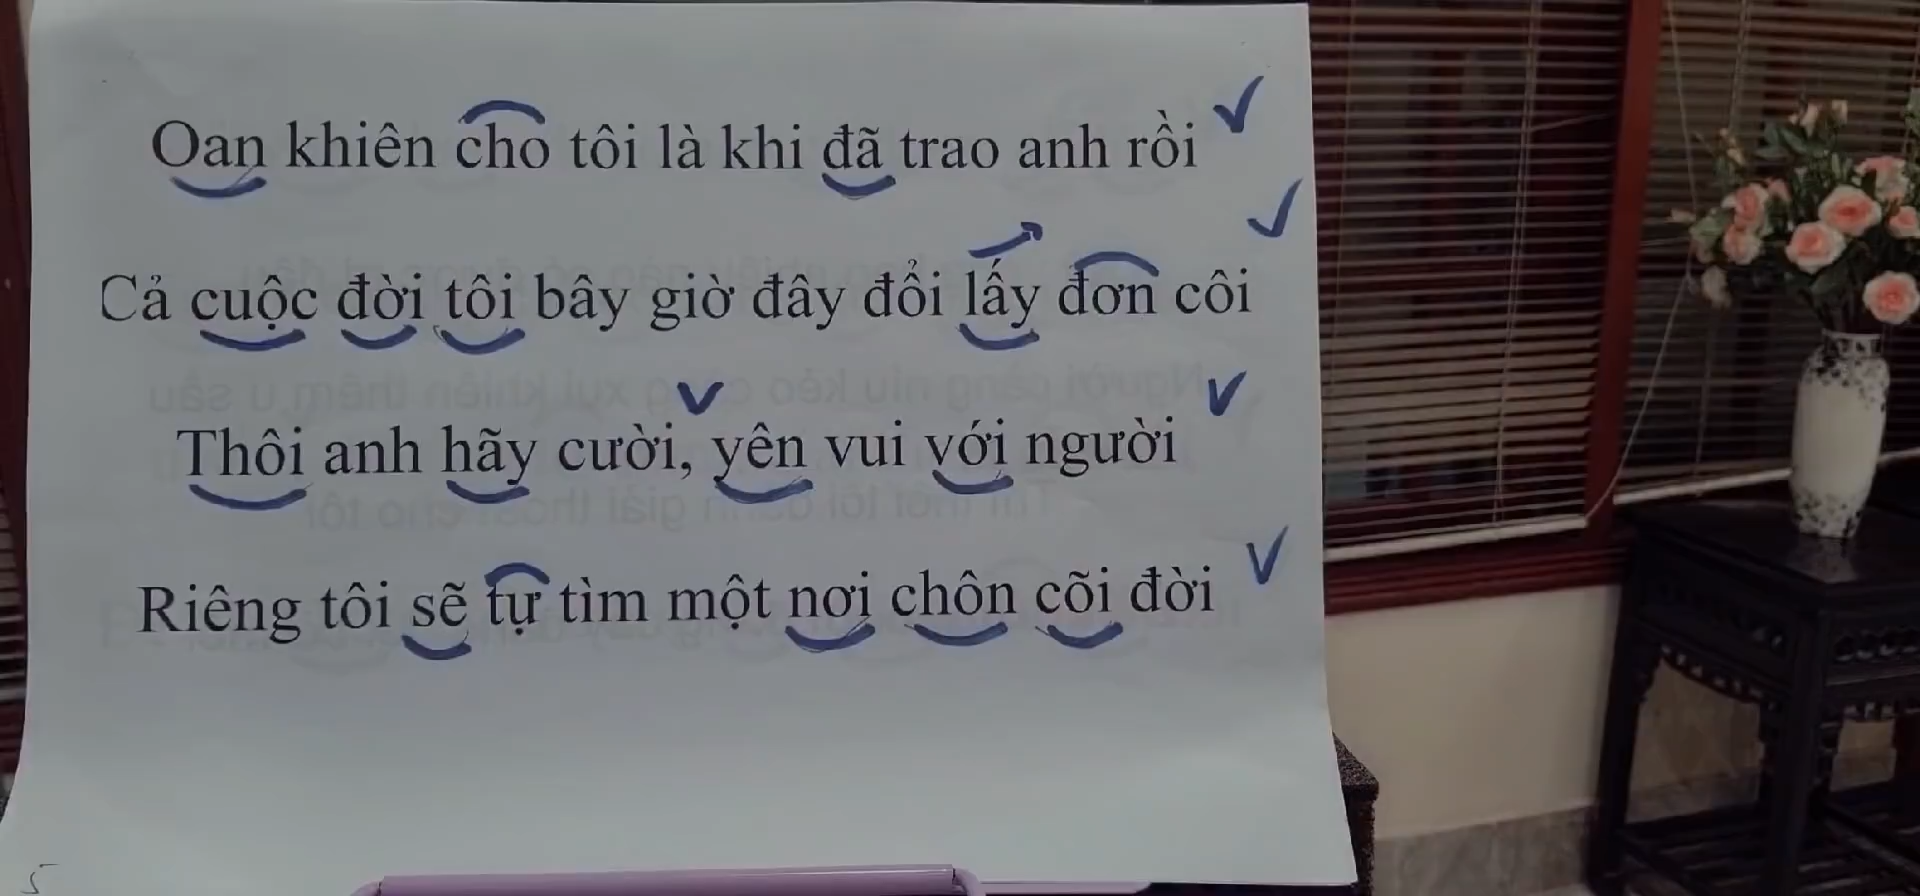 Oan khiên cho tôi là khi đã trao anh rồi
Cả cuộc đời tôi bây giờ đây đổi lấy đơn côi
Thôi anh hãy cười, yên vui với người
Riêng tôi sẽ tự tìm một nơi chôn cõi đời
5